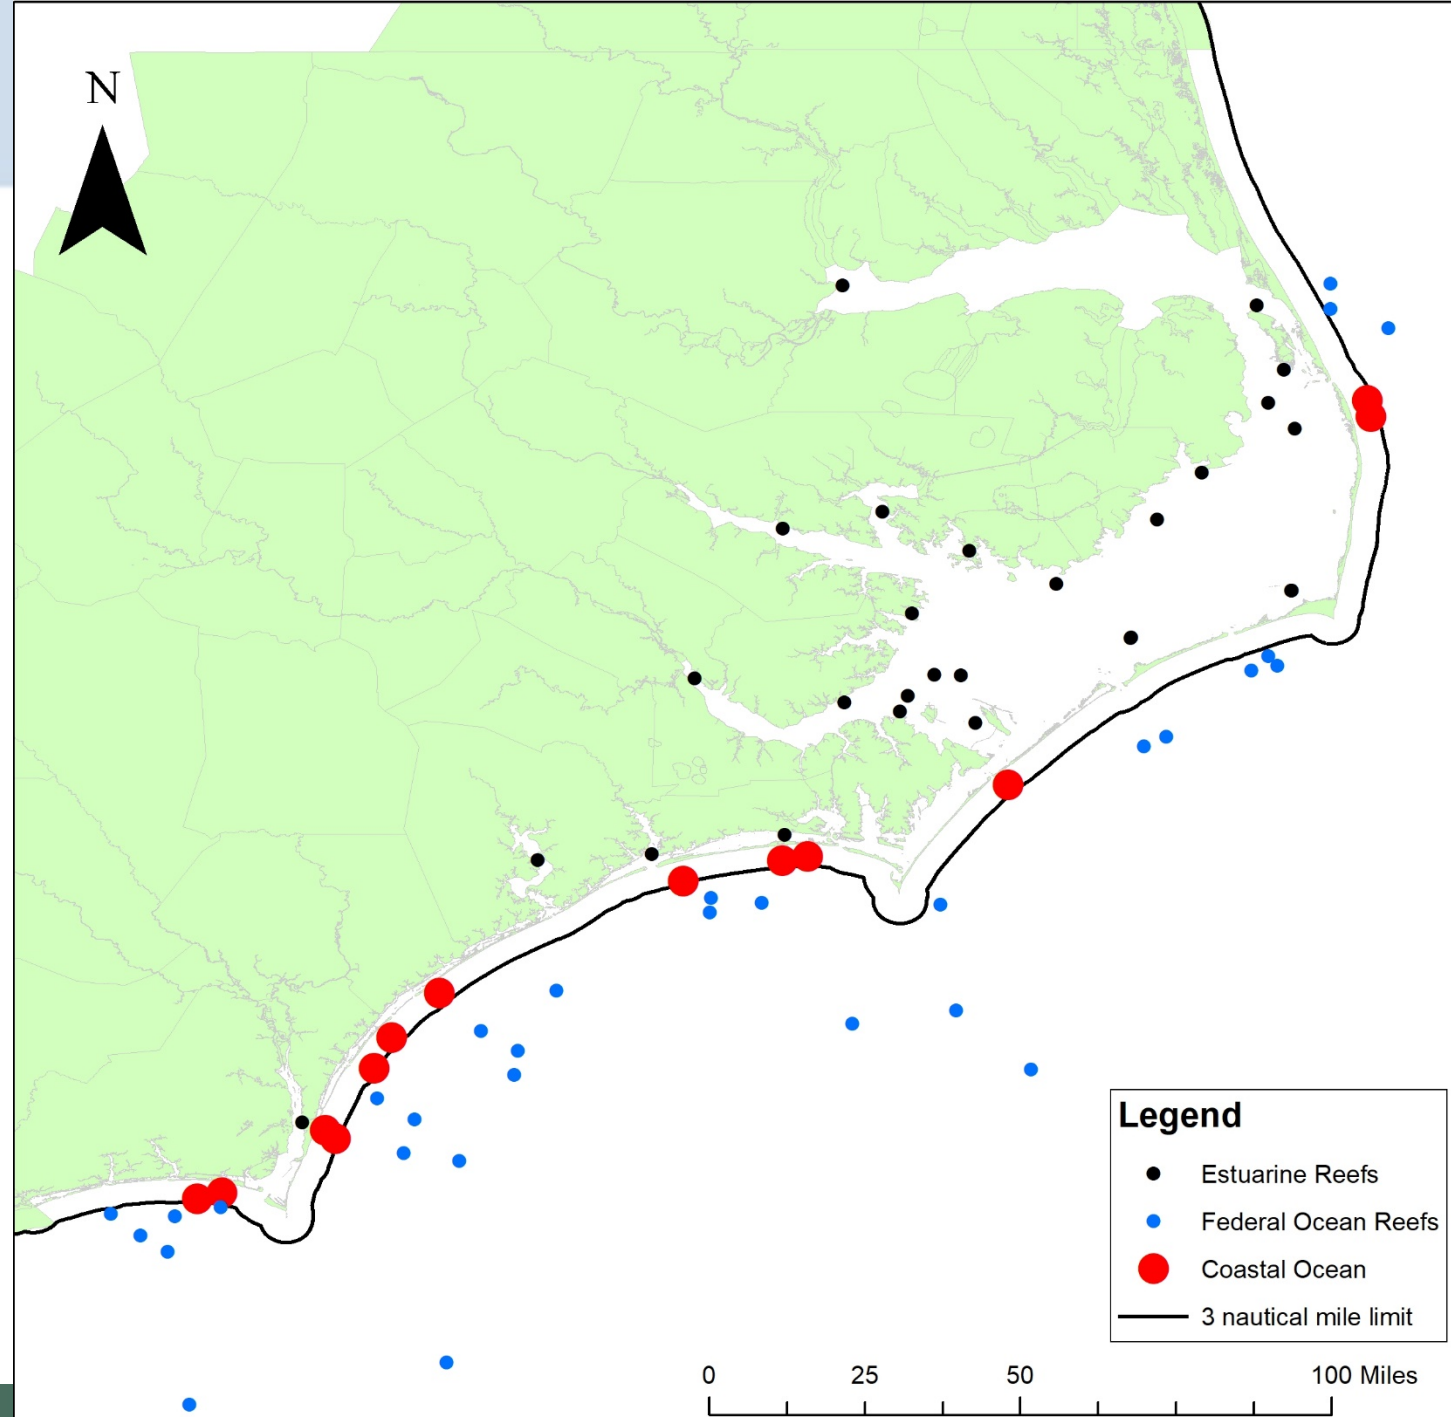 N
Legend
Estuarine Reefs
Federal Ocean Reefs
Coastal Ocean
3 nautical mile limit
0 25 50 100 Miles